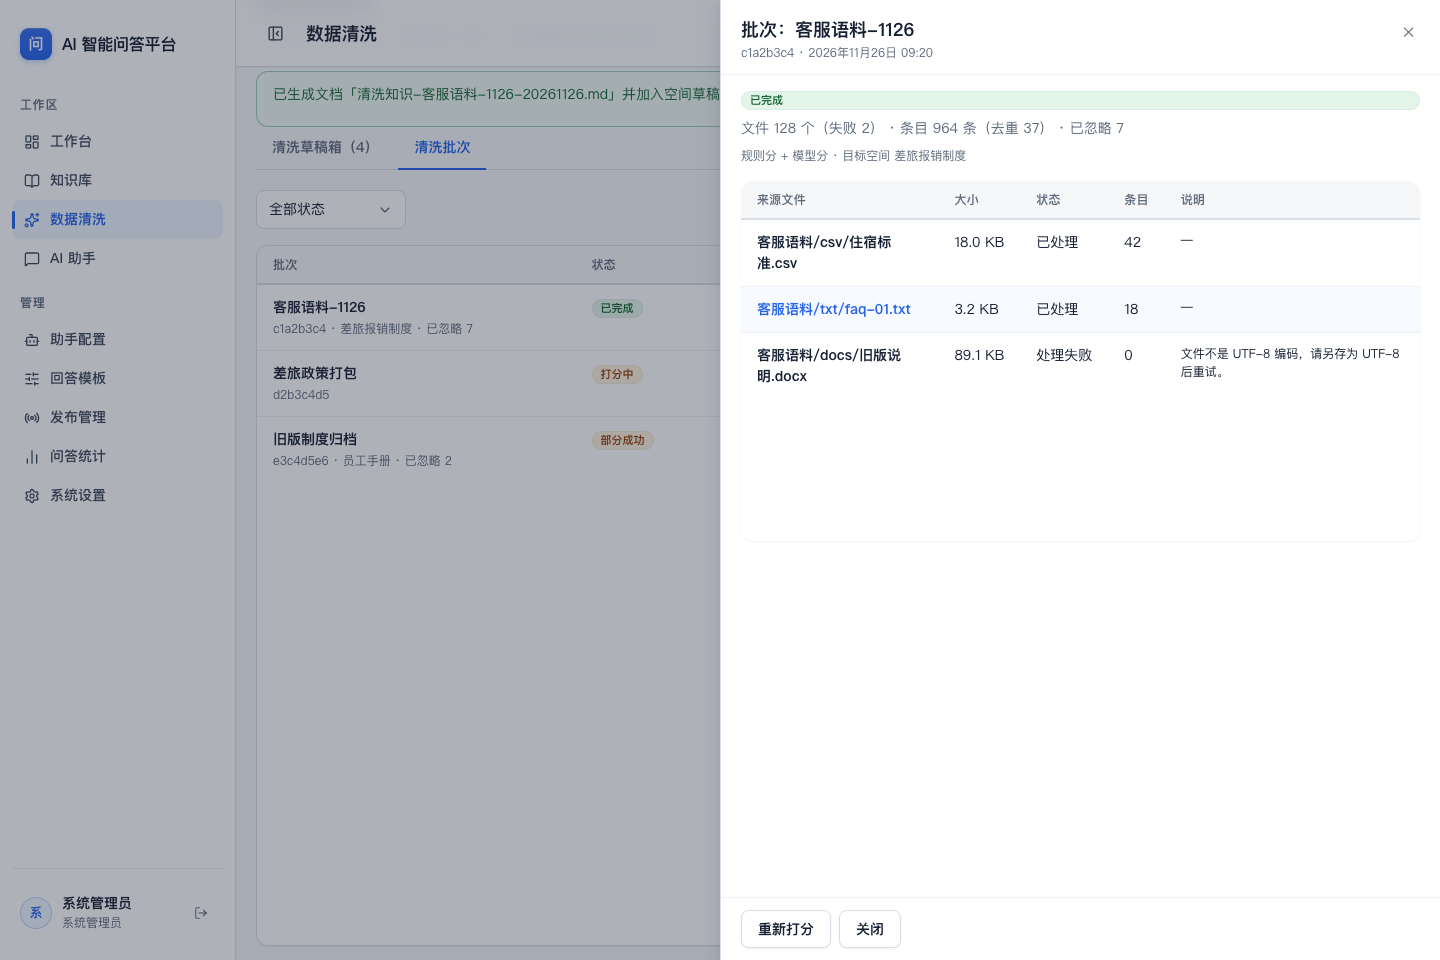 问
AI 智能问答平台
工作区
工作台
知识库
数据清洗
AI 助手
管理
助手配置
回答模板
发布管理
问答统计
系统设置
系
系统管理员
系统管理员
数据清洗
已生成文档「清洗知识-客服语料-1126-20261126.md」并加入空间草稿
清洗草稿箱（4）
清洗批次
全部状态
批次
状态
客服语料-1126
已完成
c1a2b3c4 · 差旅报销制度 · 已忽略 7
差旅政策打包
打分中
d2b3c4d5
旧版制度归档
部分成功
e3c4d5e6 · 员工手册 · 已忽略 2
批次：客服语料-1126
c1a2b3c4 · 2026年11月26日 09:20
已完成
文件 128 个（失败 2） · 条目 964 条（去重 37） · 已忽略 7
规则分 + 模型分 · 目标空间 差旅报销制度
来源文件
大小
状态
条目
说明
客服语料/csv/住宿标
准.csv
18.0 KB
已处理
42
—
客服语料/txt/faq-01.txt
3.2 KB
已处理
18
—
客服语料/docs/旧版说
明.docx
89.1 KB
处理失败
0
文件不是 UTF-8 编码，请另存为 UTF-8
后重试。
重新打分
关闭